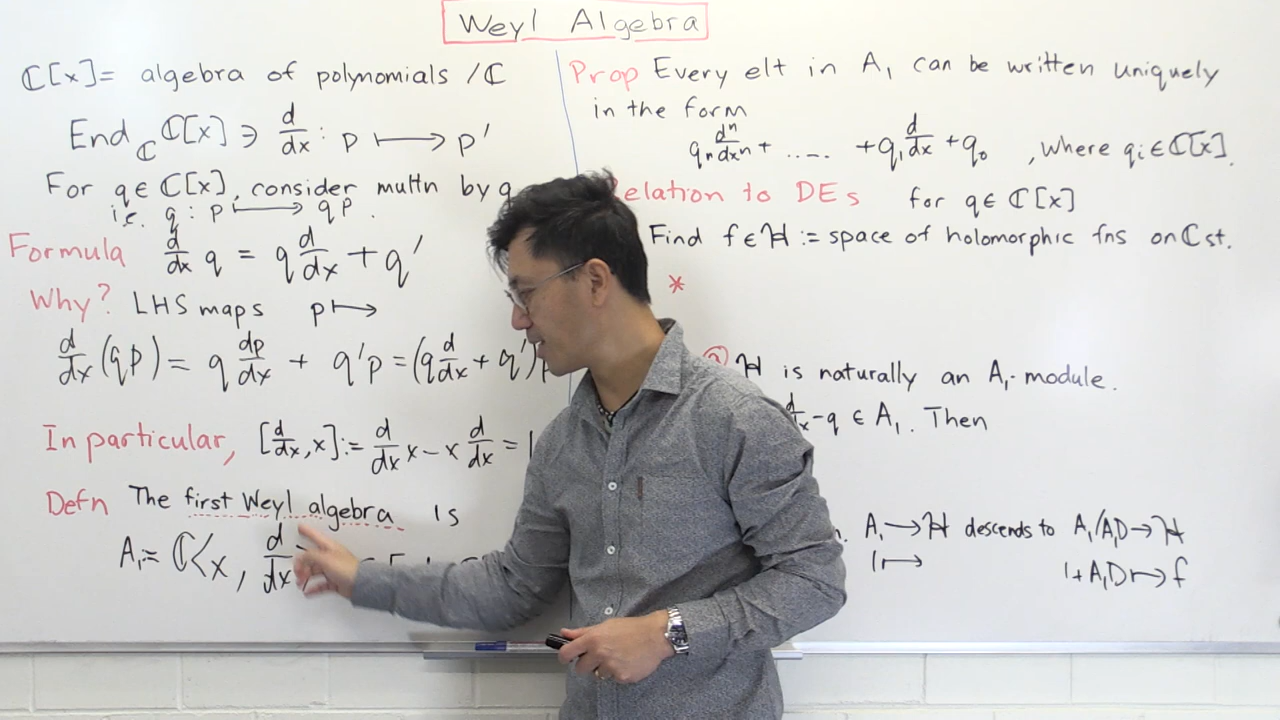 Weyl Algebra
ℂ[x]= algebra of polynomials /ℂ
End_ℂ ℂ[x] ∋ d/dx : p ⟼ p'
For q∈ ℂ[x], consider multn by q
i.e. q : p ⟼ qp .
Formula d/dx q = q d/dx + q'
Why? LHS maps p ⟼
d/dx (qp) = q dp/dx + q'p = (q d/dx + q')p
In particular, [d/dx, x] := d/dx x − x d/dx = 1
Defn The first Weyl algebra is
A₁ := ℂ<x, d/dx
Prop Every elt in A₁ can be written uniquely
in the form
qₙ dⁿ/dxⁿ + ..... + q₁ d/dx + q₀ , where qᵢ ∈ ℂ[x].
Relation to DEs for q∈ ℂ[x]
Find f∈ℋ := space of holomorphic fns on ℂ st.
*
ℋ is naturally an A₁-module.
− q ∈ A₁. Then
A₁ ⟶ ℋ descends to A₁/A₁D ⟶ ℋ
1 ⟼ 1+A₁D ⟼ f